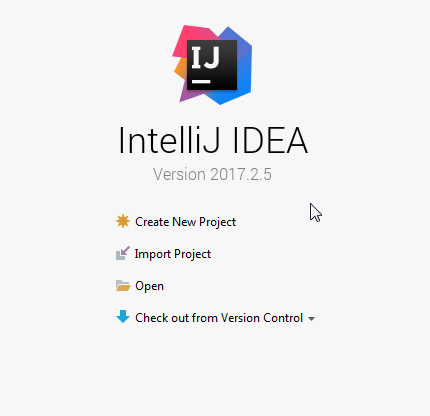 IJ
IntelliJ IDEA
Version 2017.2.5
Create New Project
Import Project
Open
Check out from Version Control